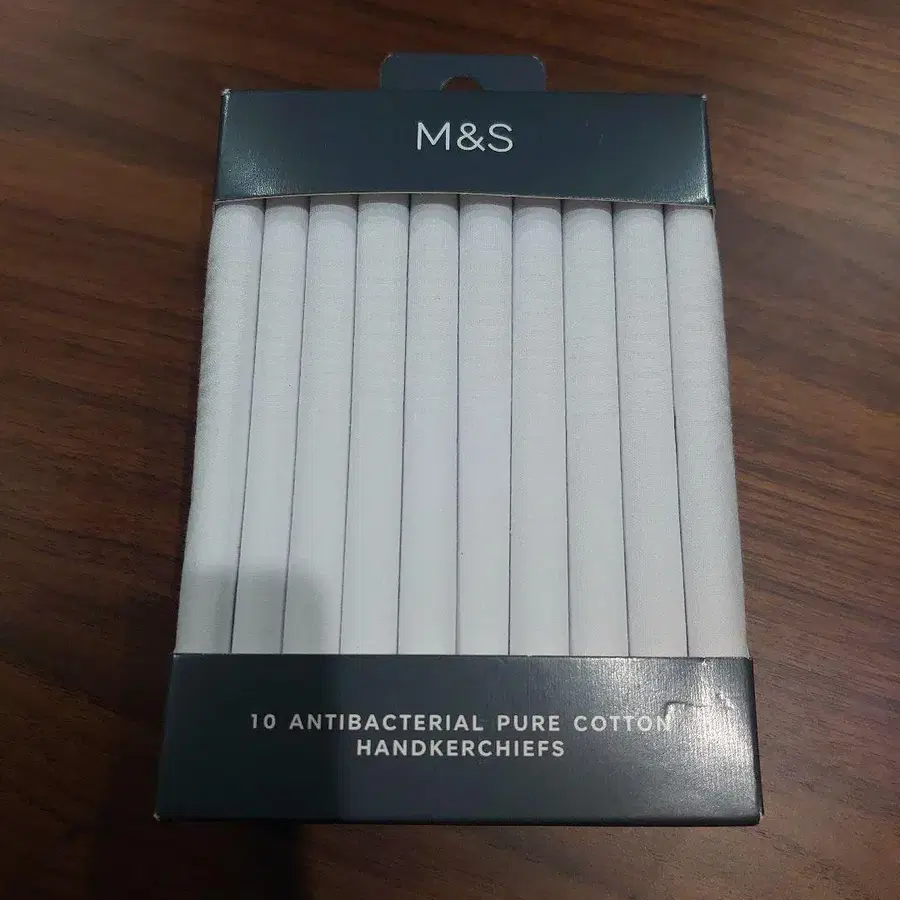 M&S
10 ANTIBACTERIAL PURE COTTON
HANDKERCHIEFS